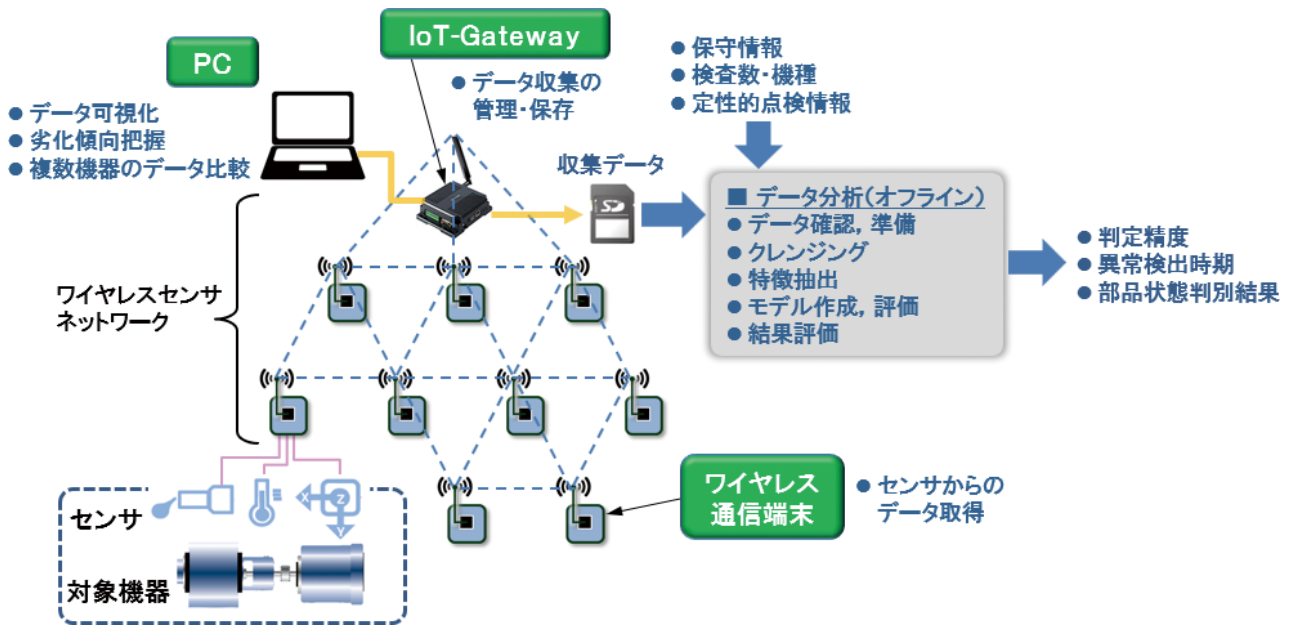 IoT-Gateway
PC
● データ収集の
管理・保存
● データ可視化
● 劣化傾向把握
● 複数機器のデータ比較
● 保守情報
● 検査数・機種
● 定性的点検情報
収集データ
SD
■ データ分析(オフライン)
● データ確認, 準備
● クレンジング
● 特徴抽出
● モデル作成, 評価
● 結果評価
● 判定精度
● 異常検出時期
● 部品状態判別結果
ワイヤレスセンサ
ネットワーク
ワイヤレス
通信端末
● センサからの
データ取得
センサ
X
Z
Y
対象機器